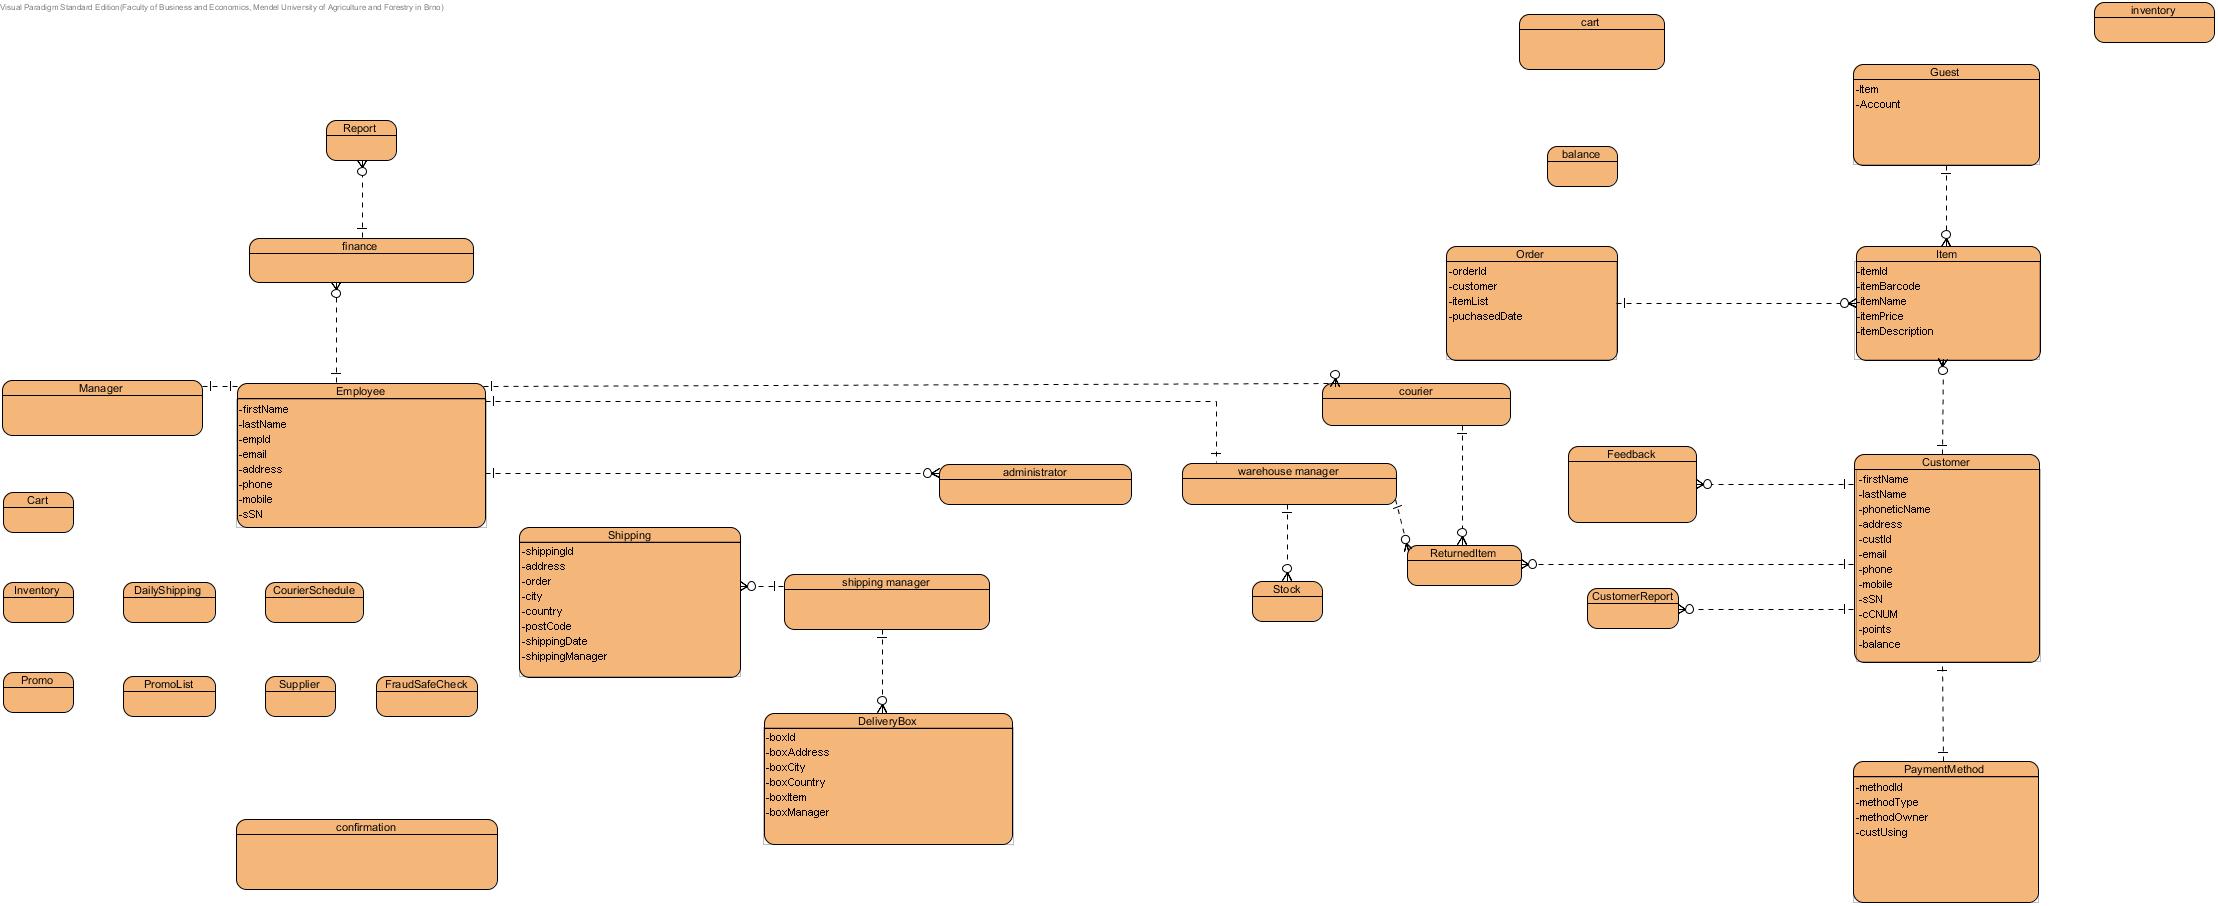 Visual Paradigm Standard Edition(Faculty of Business and Economics, Mendel University of Agriculture and Forestry in Brno)
inventory
cart
Guest
-Item
-Account
Report
balance
finance
Order
-orderId
-customer
-itemList
-puchasedDate
Item
-itemId
-itemBarcode
-itemName
-itemPrice
-itemDescription
Manager
Employee
-firstName
-lastName
-empId
-email
-address
-phone
-mobile
-sSN
courier
administrator
warehouse manager
Feedback
Customer
-firstName
-lastName
-phoneticName
-address
-custId
-email
-phone
-mobile
-sSN
-cCNUM
-points
-balance
Cart
Shipping
-shippingId
-address
-order
-city
-country
-postCode
-shippingDate
-shippingManager
shipping manager
ReturnedItem
Stock
CustomerReport
Inventory
DailyShipping
CourierSchedule
Promo
PromoList
Supplier
FraudSafeCheck
DeliveryBox
-boxId
-boxAddress
-boxCity
-boxCountry
-boxItem
-boxManager
PaymentMethod
-methodId
-methodType
-methodOwner
-custUsing
confirmation